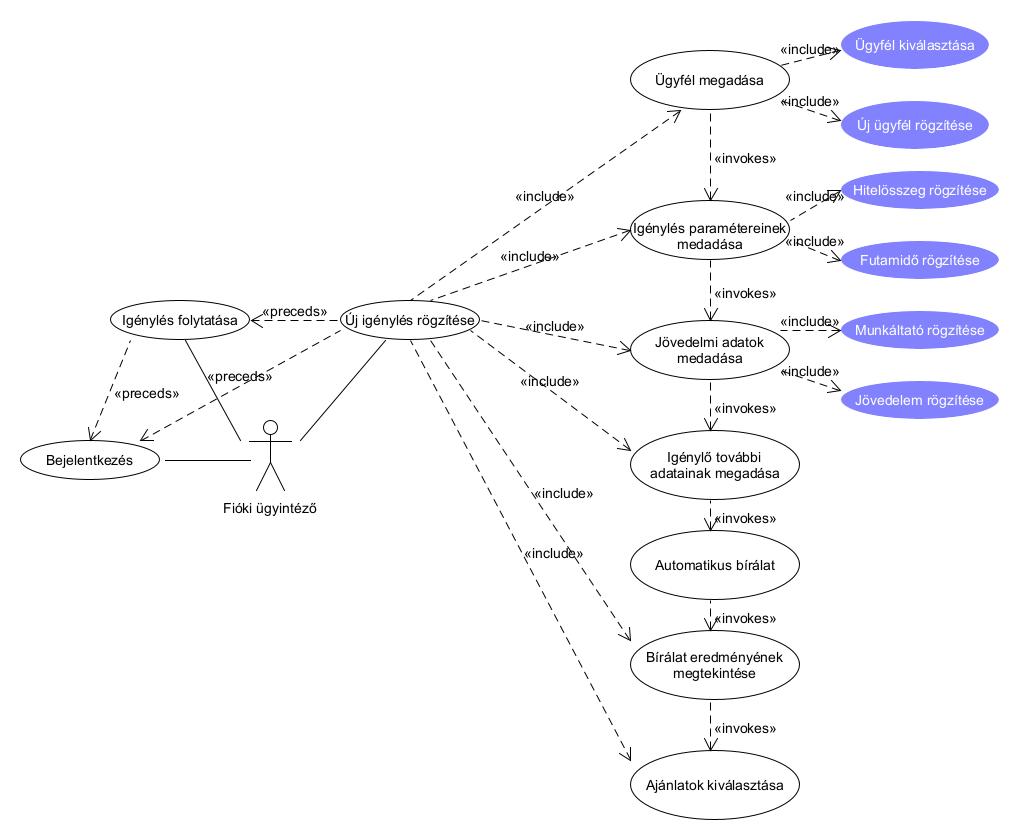 «include»
Ügyfél kiválasztása
Ügyfél megadása
«include»
Új ügyfél rögzítése
«invokes»
«include»
«include»
Hitelösszeg rögzítése
Igénylés paramétereinek
medadása
«include»
«include»
Futamidő rögzítése
«invokes»
«preceds»
Igénylés folytatása
Új igénylés rögzítése
«include»
«include»
Munkáltató rögzítése
Jövedelmi adatok
medadása
«preceds»
«include»
«include»
«preceds»
Jövedelem rögzítése
«invokes»
Bejelentkezés
Igénylő további
adatainak megadása
Fióki ügyintéző
«include»
«invokes»
«include»
Automatikus bírálat
«invokes»
Bírálat eredményének
megtekintése
«invokes»
Ajánlatok kiválasztása